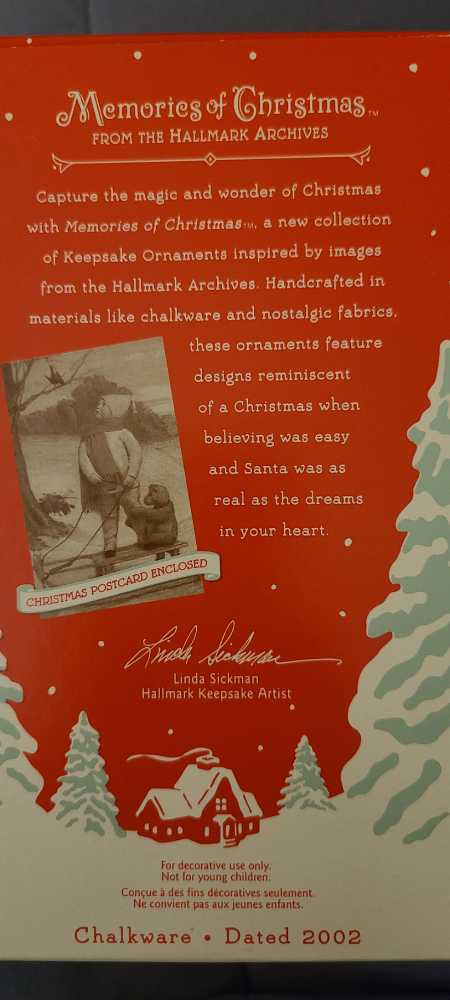 Memories of Christmas™
FROM THE HALLMARK ARCHIVES
Capture the magic and wonder of Christmas
with Memories of Christmas™, a new collection
of Keepsake Ornaments inspired by images
from the Hallmark Archives. Handcrafted in
materials like chalkware and nostalgic fabrics,
these ornaments feature
designs reminiscent
of a Christmas when
believing was easy
and Santa was as
real as the dreams
in your heart.
CHRISTMAS POSTCARD ENCLOSED
Linda Sickman
Linda Sickman
Hallmark Keepsake Artist
For decorative use only.
Not for young children.
Conçue à des fins décoratives seulement.
Ne convient pas aux jeunes enfants.
Chalkware • Dated 2002